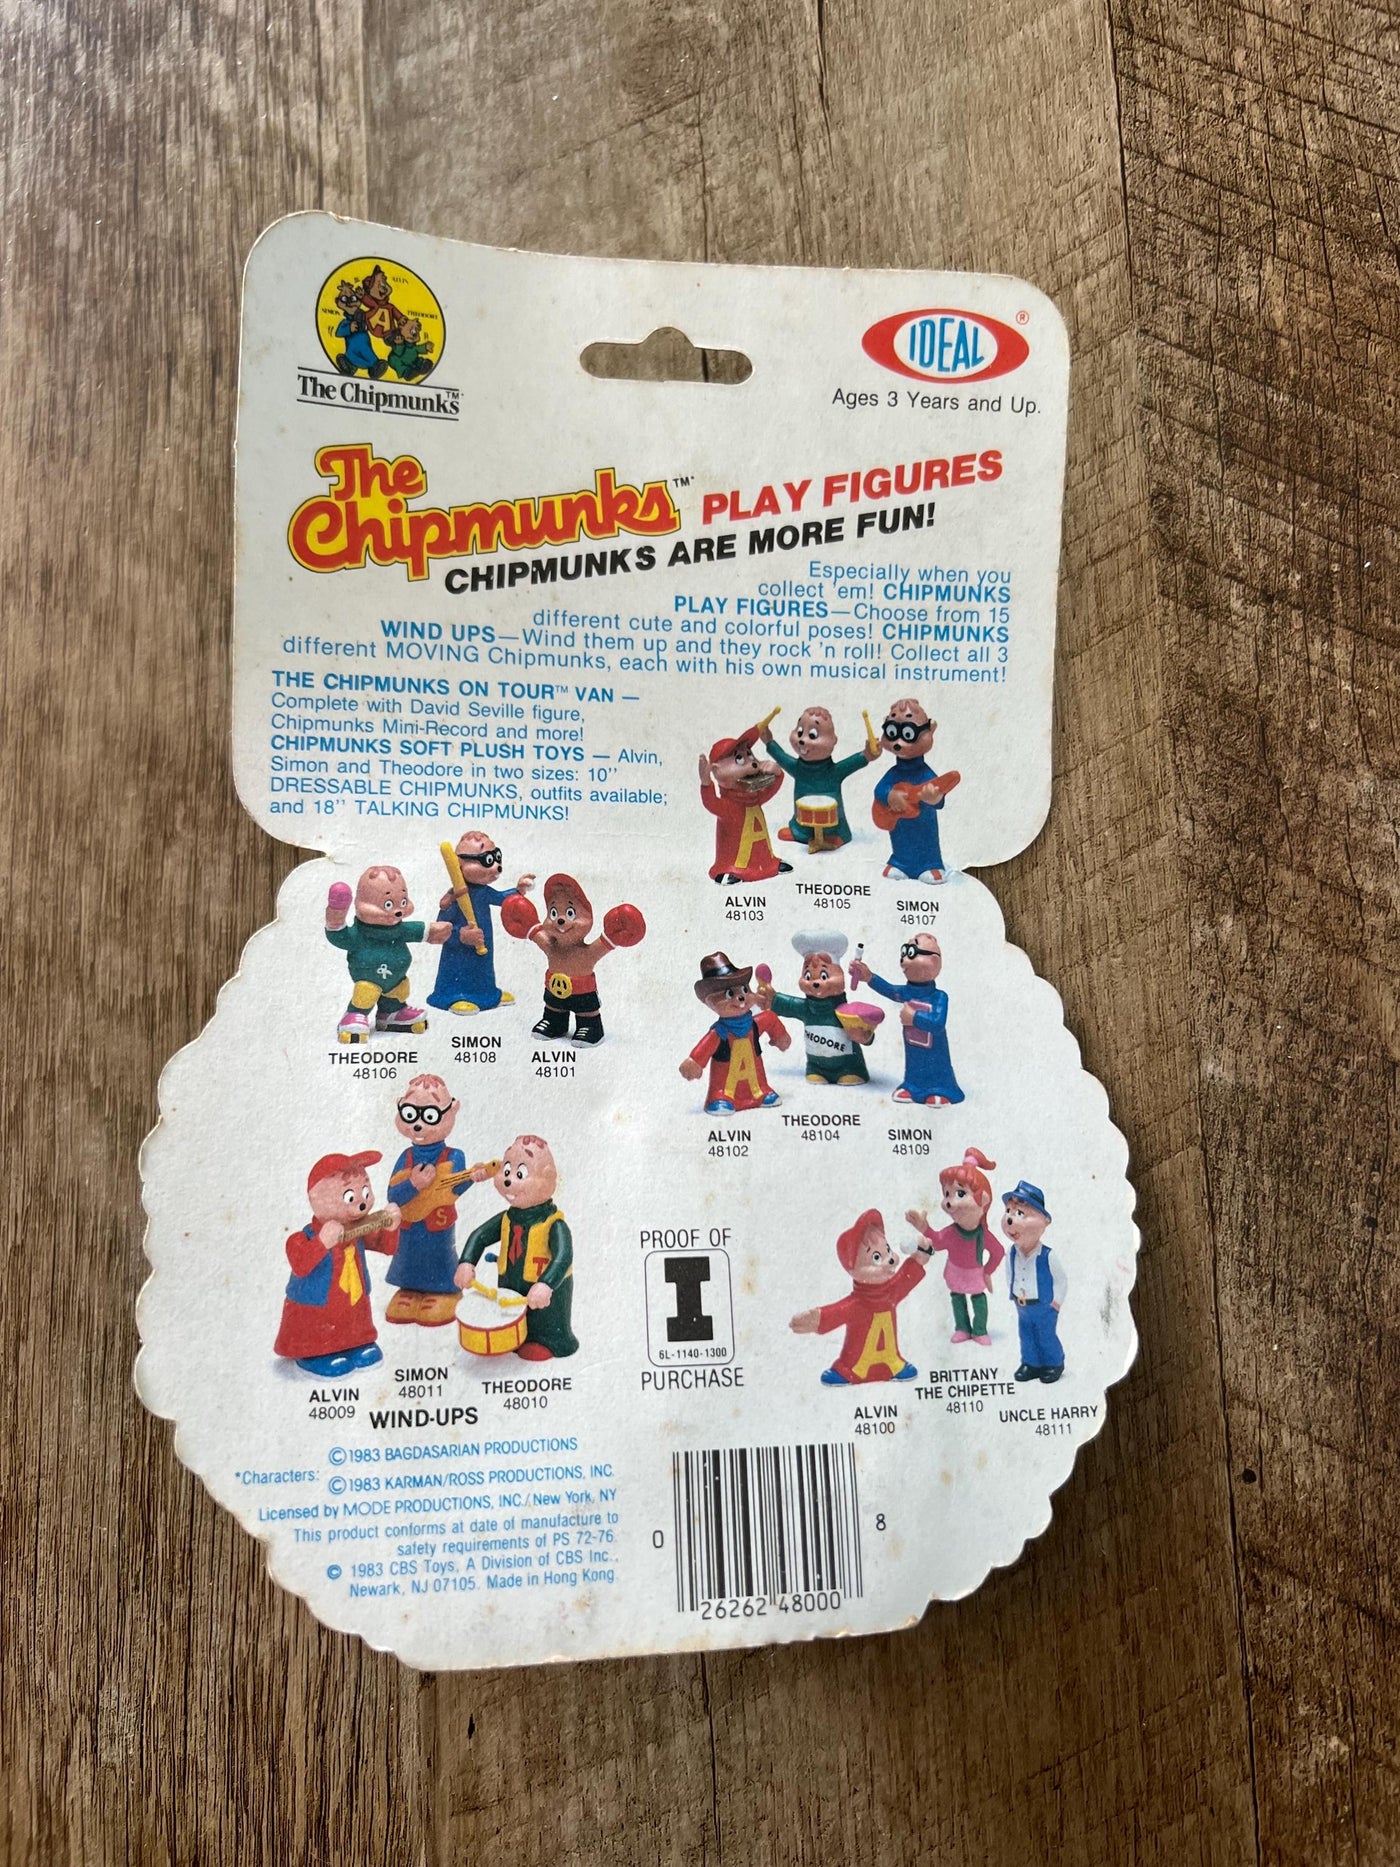 SIMON
ALVIN
THEODORE
The Chipmunks™*
IDEAL®
Ages 3 Years and Up.
The Chipmunks™* PLAY FIGURES
CHIPMUNKS ARE MORE FUN!
Especially when you
collect 'em! CHIPMUNKS
PLAY FIGURES—Choose from 15
different cute and colorful poses! CHIPMUNKS
WIND UPS—Wind them up and they rock 'n roll! Collect all 3
different MOVING Chipmunks, each with his own musical instrument!
THE CHIPMUNKS ON TOUR™ VAN —
Complete with David Seville figure,
Chipmunks Mini-Record and more!
CHIPMUNKS SOFT PLUSH TOYS — Alvin,
Simon and Theodore in two sizes: 10''
DRESSABLE CHIPMUNKS, outfits available;
and 18'' TALKING CHIPMUNKS!
A
ALVIN
48103
THEODORE
48105
SIMON
48107
THEODORE
48106
SIMON
48108
A
ALVIN
48101
A
ALVIN
48102
HEODORE
THEODORE
48104
SIMON
48109
ALVIN
48009
S
SIMON
48011
T
THEODORE
48010
WIND-UPS
PROOF OF
I
6L-1140-1300
PURCHASE
A
ALVIN
48100
BRITTANY
THE CHIPETTE
48110
UNCLE HARRY
48111
*Characters: ©1983 BAGDASARIAN PRODUCTIONS
©1983 KARMAN/ROSS PRODUCTIONS, INC.
Licensed by MODE PRODUCTIONS, INC./New York, NY
This product conforms at date of manufacture to
safety requirements of PS 72-76.
© 1983 CBS Toys, A Division of CBS Inc.,
Newark, NJ 07105. Made in Hong Kong.
0 26262 48000 8